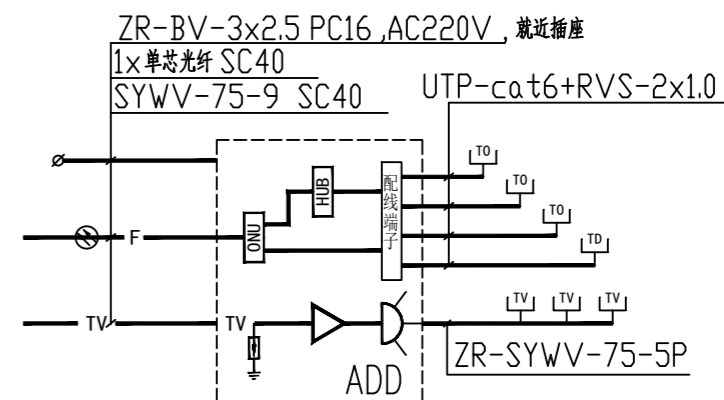 ZR-BV-3x2.5 PC16 ,AC220V , 就近插座
1x单芯光纤 SC40
SYWV-75-9 SC40
UTP-cat6+RVS-2x1.0
TO
TO
TO
TD
配线端子
HUB
ONU
F
TV
TV
TV
TV
TV
ADD
ZR-SYWV-75-5P